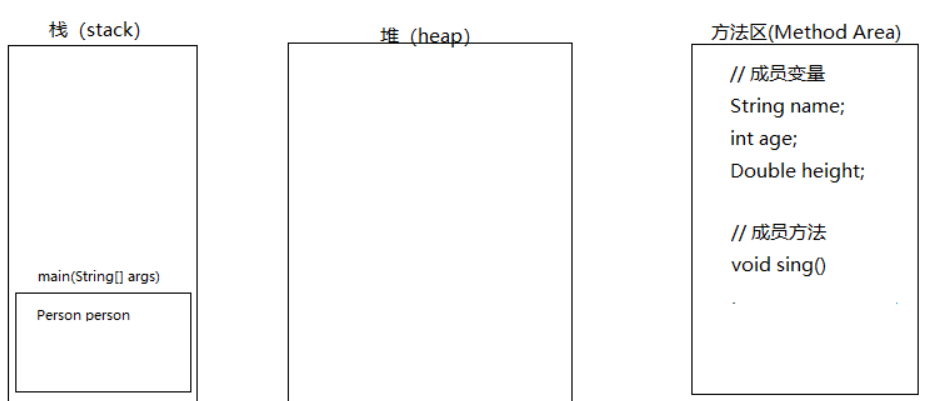 栈（stack）
main(String[] args)
Person person
堆（heap）
方法区(Method Area)
// 成员变量
String name;
int age;
Double height;
// 成员方法
void sing()